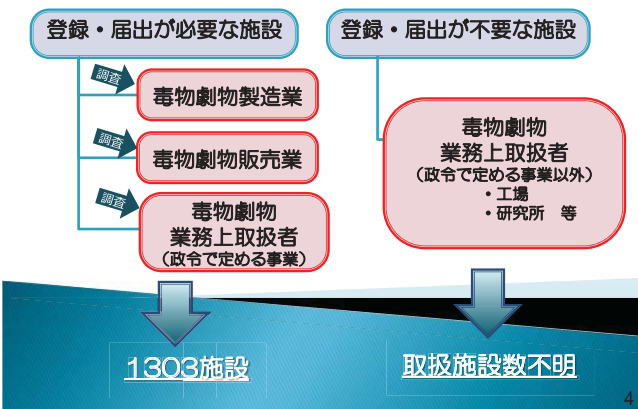 登録・届出が必要な施設
調査
毒物劇物製造業
調査
毒物劇物販売業
調査
毒物劇物
業務上取扱者
（政令で定める事業）
1303施設
登録・届出が不要な施設
毒物劇物
業務上取扱者
（政令で定める事業以外）
・工場
・研究所　等
取扱施設数不明
4